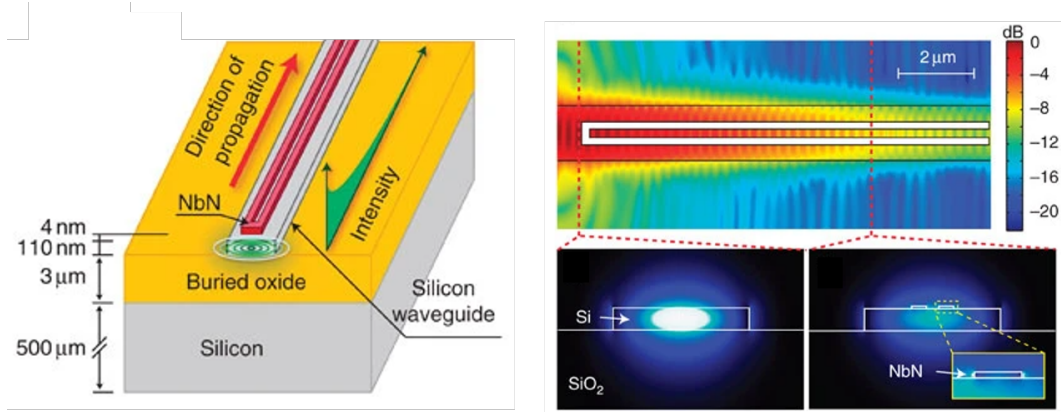 Direction of
propagation
NbN
4 nm
110 nm
3 μm
Buried oxide
Intensity
Silicon
waveguide
500 μm
Silicon
dB
0
2 μm
−4
−8
−12
−16
−20
Si
SiO2
NbN